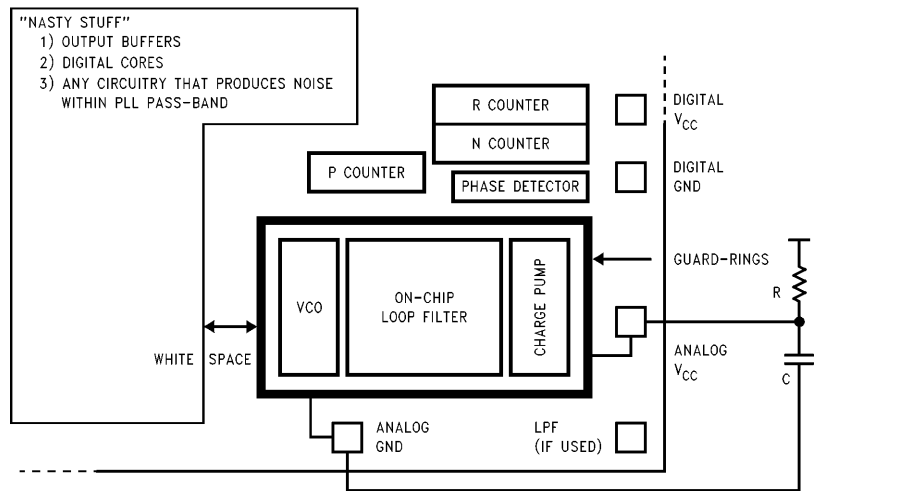 "NASTY STUFF"
1) OUTPUT BUFFERS
2) DIGITAL CORES
3) ANY CIRCUITRY THAT PRODUCES NOISE
WITHIN PLL PASS-BAND
R COUNTER
N COUNTER
P COUNTER
PHASE DETECTOR
DIGITAL
VCC
DIGITAL
GND
GUARD-RINGS
VCO
ON-CHIP
LOOP FILTER
CHARGE PUMP
R
WHITE SPACE
ANALOG
VCC
C
ANALOG
GND
LPF
(IF USED)